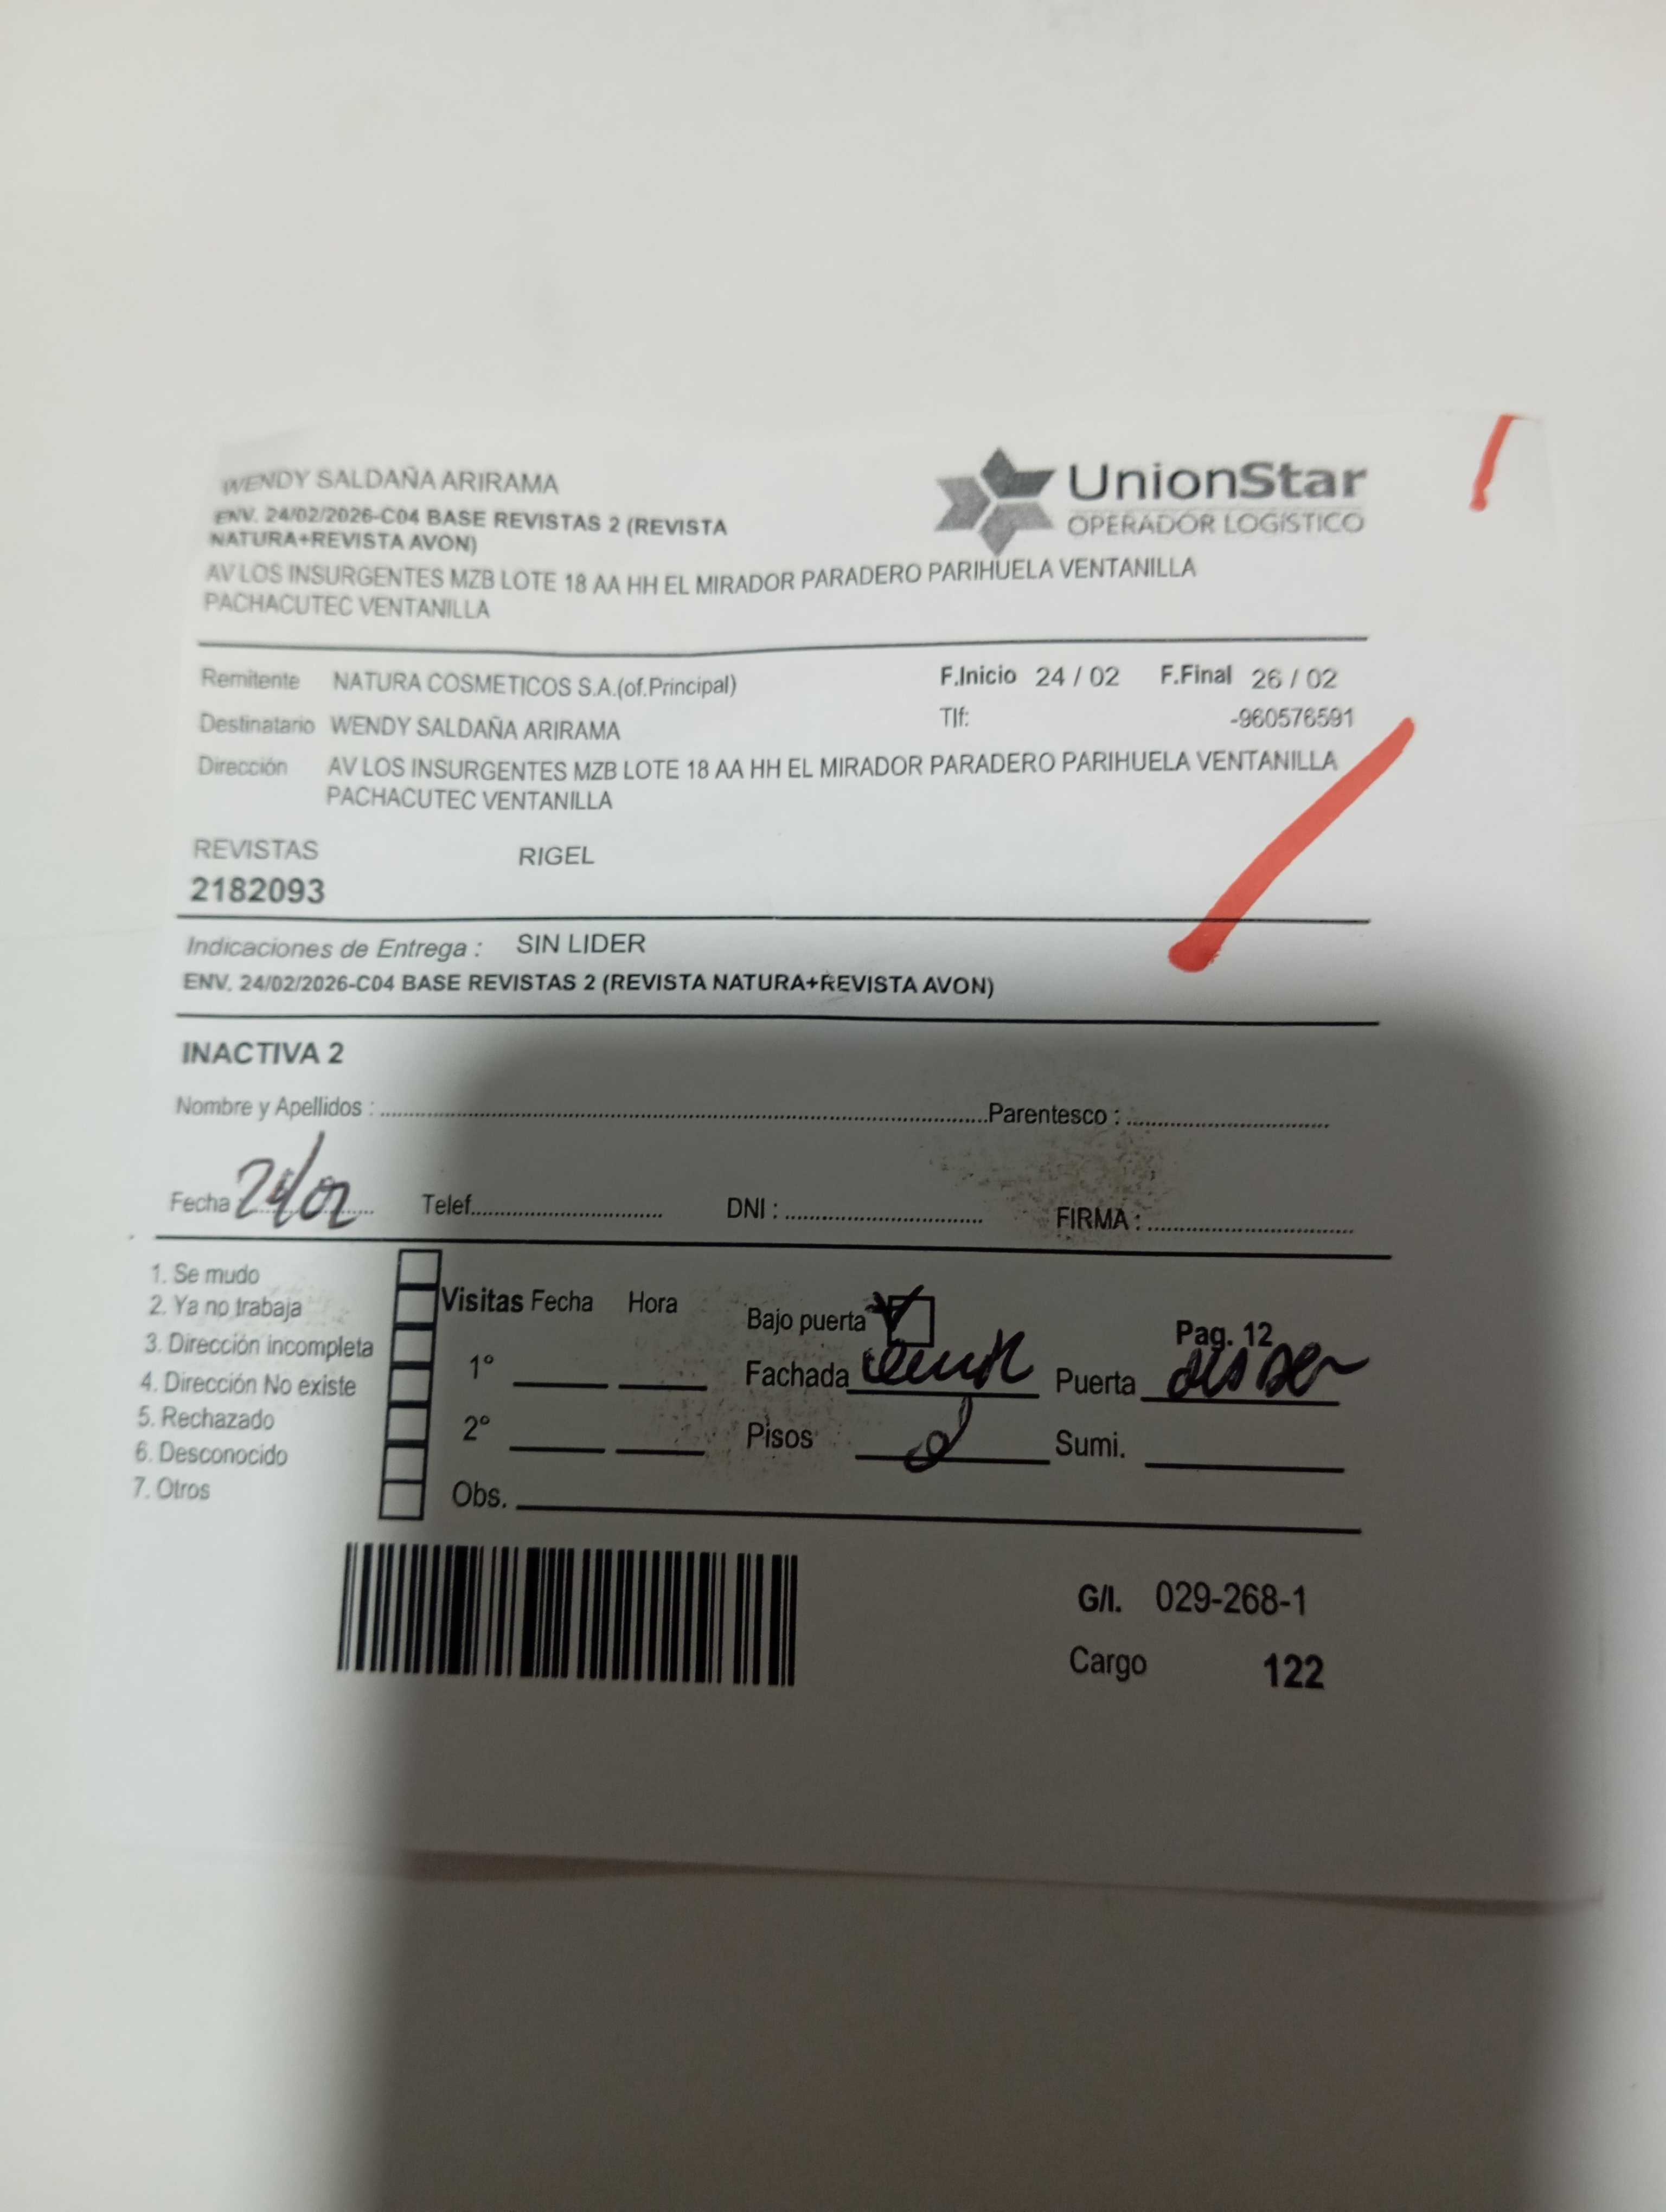 WENDY SALDAÑA ARIRAMA
ENV. 24/02/2026-C04 BASE REVISTAS 2 (REVISTA
NATURA+REVISTA AVON)
AV LOS INSURGENTES MZB LOTE 18 AA HH EL MIRADOR PARADERO PARIHUELA VENTANILLA
PACHACUTEC VENTANILLA
UnionStar
OPERADOR LOGÍSTICO
Remitente NATURA COSMETICOS S.A.(of.Principal) F.Inicio 24 / 02 F.Final 26 / 02
Destinatario WENDY SALDAÑA ARIRAMA Tlf: -960576591
Dirección AV LOS INSURGENTES MZB LOTE 18 AA HH EL MIRADOR PARADERO PARIHUELA VENTANILLA
PACHACUTEC VENTANILLA
REVISTAS RIGEL
2182093
Indicaciones de Entrega : SIN LIDER
ENV. 24/02/2026-C04 BASE REVISTAS 2 (REVISTA NATURA+REVISTA AVON)
INACTIVA 2
Nombre y Apellidos : Parentesco :
Fecha Telef. DNI : FIRMA :
1. Se mudo
2. Ya no trabaja
3. Dirección incompleta
4. Dirección No existe
5. Rechazado
6. Desconocido
7. Otros
Visitas Fecha Hora
1°
2°
Obs.
Bajo puerta
Pag. 12
Fachada Puerta
Pisos 2 Sumi.
G/I. 029-268-1
Cargo 122